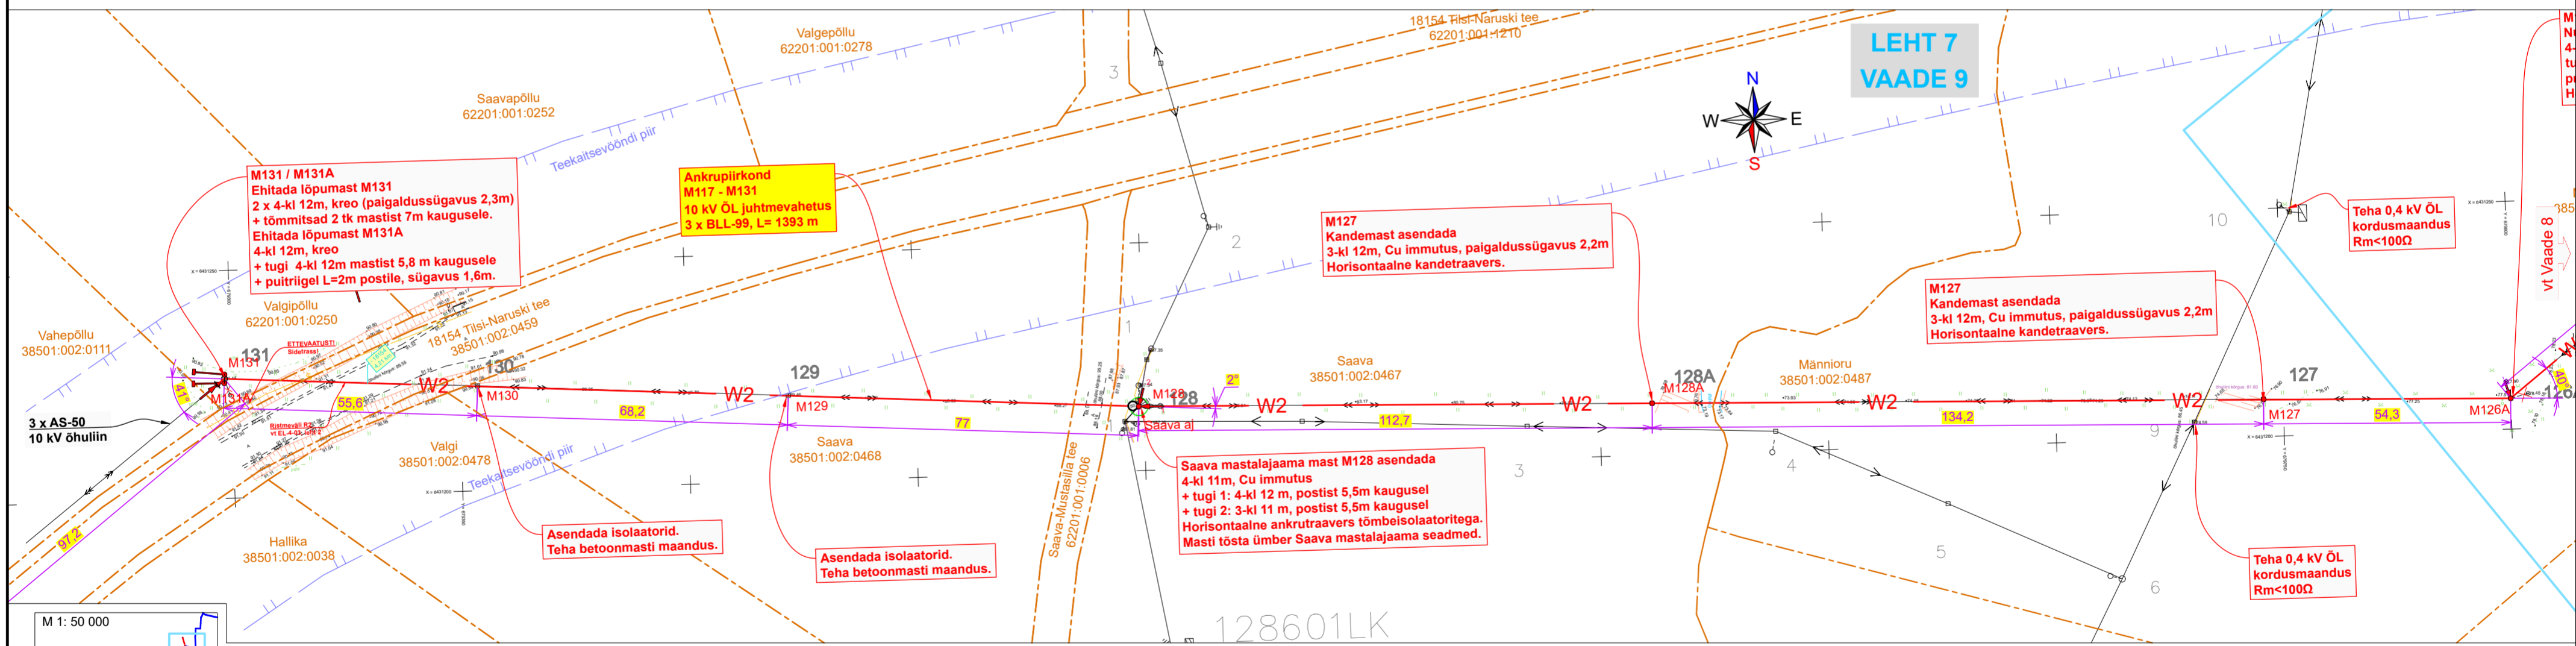 LEHT 7
VAADE 9
N
W
E
S
Valgepõllu
62201:001:0278
18154 Tilsi-Naruski tee
62201:001:1210
Saavapõllu
62201:001:0252
Teekaitsevööndi piir
M131 / M131A
Ehitada lõpumast M131
2 x 4-kl 12m, kreo (paigaldussügavus 2,3m)
+ tõmmitsad 2 tk mastist 7m kaugusele.
Ehitada lõpumast M131A
4-kl 12m, kreo
+ tugi 4-kl 12m mastist 5,8 m kaugusele
+ puitriigel L=2m postile, sügavus 1,6m.
Ankrupiirkond
M117 - M131
10 kV ÕL juhtmevahetus
3 x BLL-99, L= 1393 m
M127
Kandemast asendada
3-kl 12m, Cu immutus, paigaldussügavus 2,2m
Horisontaalne kandetraavers.
M127
Kandemast asendada
3-kl 12m, Cu immutus, paigaldussügavus 2,2m
Horisontaalne kandetraavers.
Teha 0,4 kV ÕL
kordusmaandus
Rm<100Ω
vt Vaade 8
Vahepõllu
38501:002:0111
Valgipõllu
62201:001:0250
18154 Tilsi-Naruski tee
38501:002:0459
ETTEVAATUST!
Sidetrass!
131
M131
M131A
41°
130
M130
129
M129
128
Saava aj
2°
128A
M128A
127
M127
M126A
40°
W2
W2
W2
W2
W2
W2
55,6
68,2
77
112,7
134,2
54,3
97,2
3 x AS-50
10 kV õhuliin
Valgi
38501:002:0478
Saava
38501:002:0468
Saava
38501:002:0467
Männioru
38501:002:0487
Hallika
38501:002:0038
Teekaitsevööndi piir
Saava-Mustasilla tee
62201:001:0006
Asendada isolaatorid.
Teha betoonmasti maandus.
Asendada isolaatorid.
Teha betoonmasti maandus.
Saava mastalajaama mast M128 asendada
4-kl 11m, Cu immutus
+ tugi 1: 4-kl 12 m, postist 5,5m kaugusel
+ tugi 2: 3-kl 11 m, postist 5,5m kaugusel
Horisontaalne ankrutraavers tõmbeisolaatoritega.
Masti tõsta ümber Saava mastalajaama seadmed.
Teha 0,4 kV ÕL
kordusmaandus
Rm<100Ω
3
2
1
3
4
5
6
9
10
128601LK
M 1: 50 000